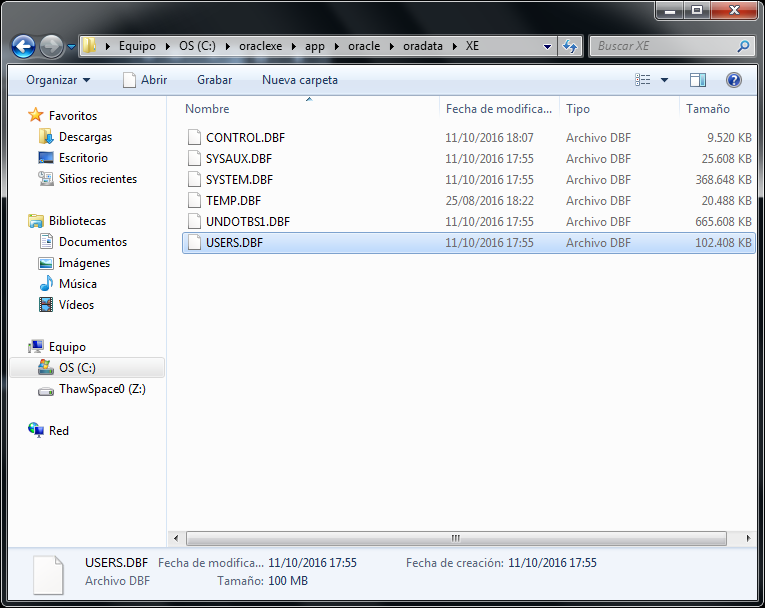 Equipo OS (C:) oraclexe app oracle oradata XE
Buscar XE
Organizar Abrir Grabar Nueva carpeta
Nombre Fecha de modifica... Tipo Tamaño
Favoritos
Descargas
Escritorio
Sitios recientes
Bibliotecas
Documentos
Imágenes
Música
Vídeos
Equipo
OS (C:)
ThawSpace0 (Z:)
Red
CONTROL.DBF 11/10/2016 18:07 Archivo DBF 9.520 KB
SYSAUX.DBF 11/10/2016 17:55 Archivo DBF 25.608 KB
SYSTEM.DBF 11/10/2016 17:55 Archivo DBF 368.648 KB
TEMP.DBF 25/08/2016 18:22 Archivo DBF 20.488 KB
UNDOTBS1.DBF 11/10/2016 17:55 Archivo DBF 665.608 KB
USERS.DBF 11/10/2016 17:55 Archivo DBF 102.408 KB
USERS.DBF Fecha de modifica... 11/10/2016 17:55 Fecha de creación: 11/10/2016 17:55
Archivo DBF Tamaño: 100 MB